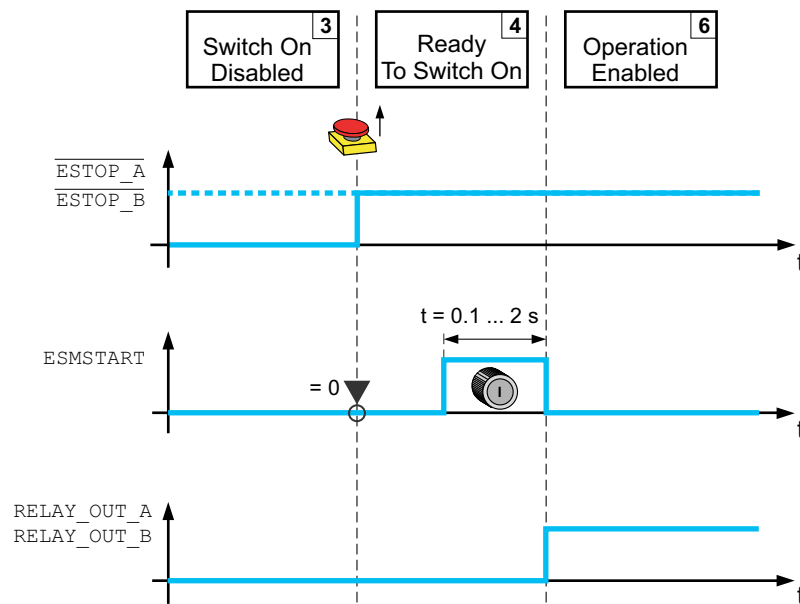 3
Switch On
Disabled
4
Ready
To Switch On
6
Operation
Enabled
ESTOP_A
ESTOP_B
t
t = 0.1 ... 2 s
ESMSTART
= 0
I
t
RELAY_OUT_A
RELAY_OUT_B
t